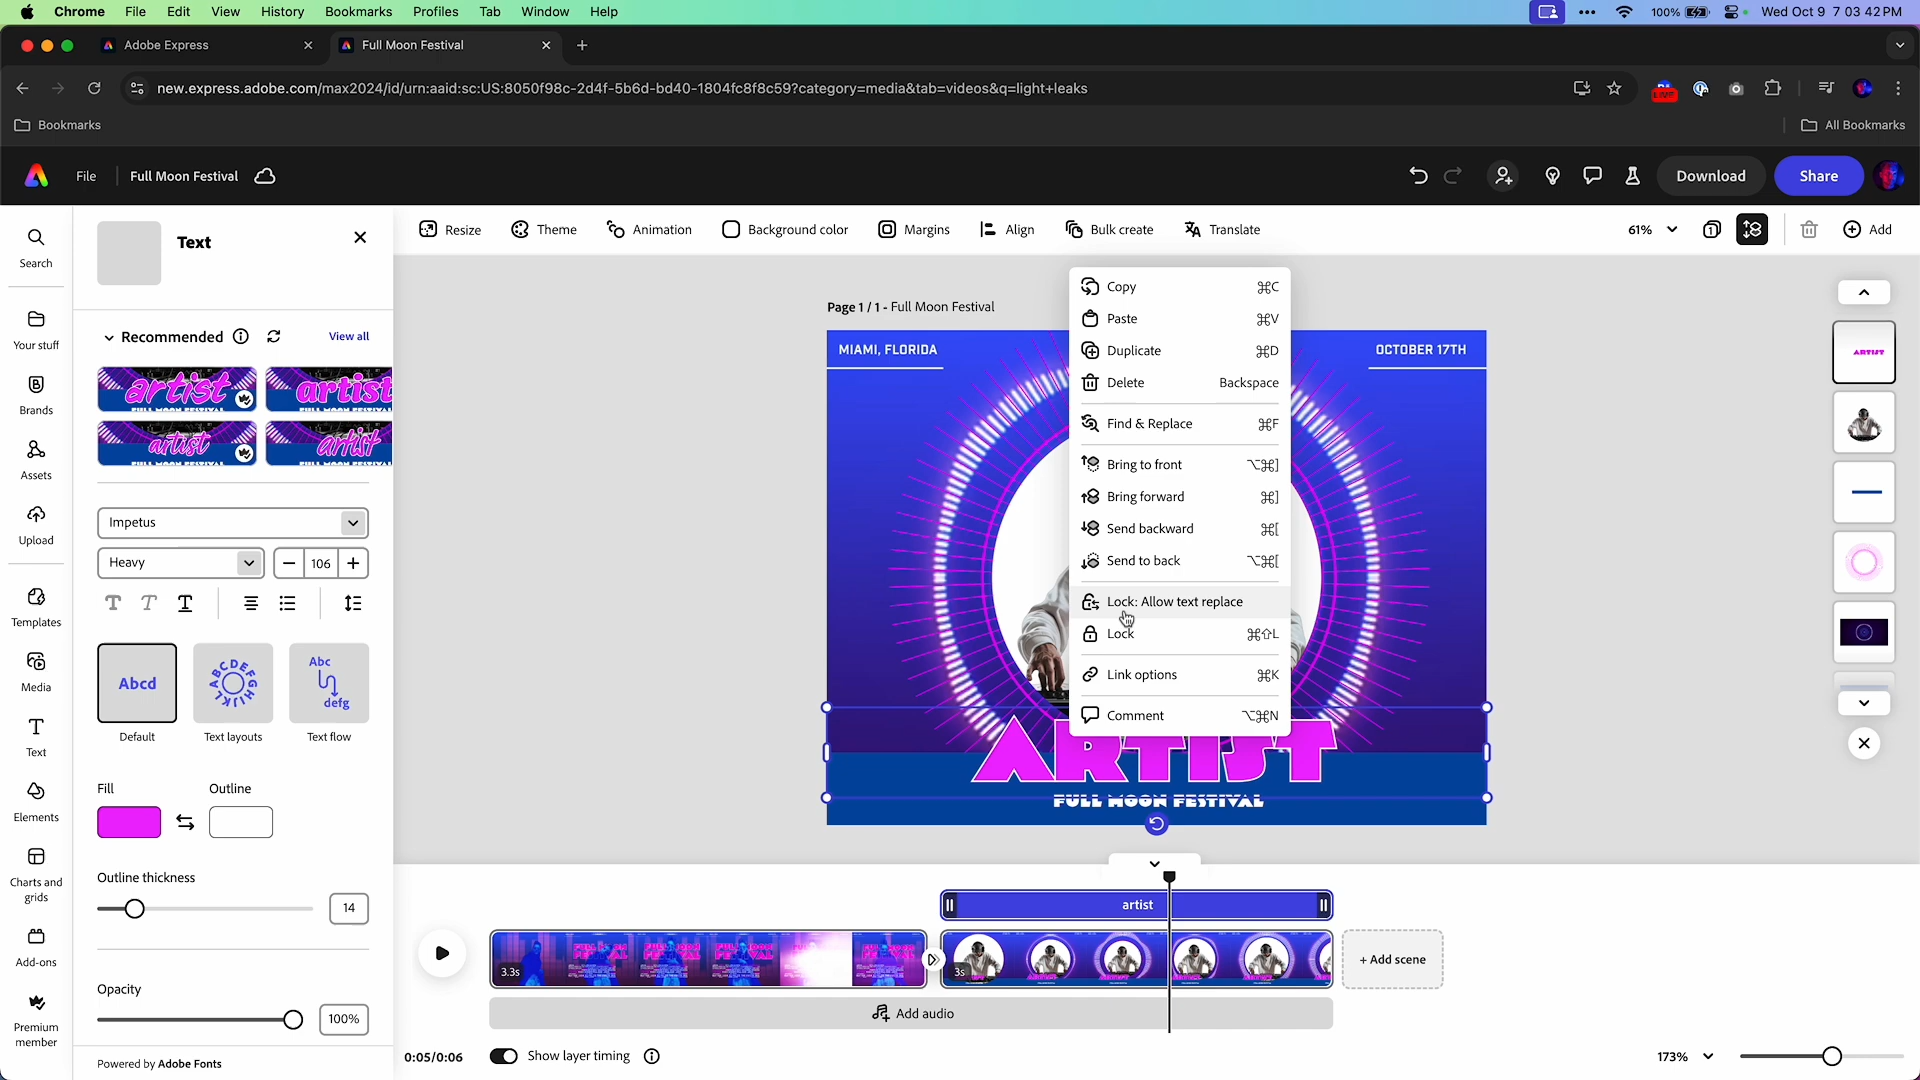 Chrome File Edit View History Bookmarks Profiles Tab Window Help
100% Wed Oct 9 7 03 42 PM
Adobe Express
Full Moon Festival
new.express.adobe.com/max2024/id/urn:aaid:sc:US:8050f98c-2d4f-5b6d-bd40-1804fc8f8c59?category=media&tab=videos&q=light+leaks
Bookmarks
All Bookmarks
File
Full Moon Festival
Download
Share
Search
Your stuff
Brands
Assets
Upload
Templates
Media
Text
Elements
Charts and
grids
Add-ons
Premium
member
Text
Recommended
View all
artist
artist
artist
artist
Impetus
Heavy
106
Abcd
ABCDEFGHIJKL
Abc
defg
Default
Text layouts
Text flow
Fill
Outline
Outline thickness
14
Opacity
100%
Powered by Adobe Fonts
Resize
Theme
Animation
Background color
Margins
Align
Bulk create
Translate
61%
1
Add
Page 1 / 1 - Full Moon Festival
MIAMI, FLORIDA
OCTOBER 17TH
Copy ⌘C
Paste ⌘V
Duplicate ⌘D
Delete Backspace
Find & Replace ⌘F
Bring to front ⌥⌘]
Bring forward ⌘]
Send backward ⌘[
Send to back ⌥⌘[
Lock: Allow text replace
Lock ⌘⇧L
Link options ⌘K
Comment ⌥⌘N
ARTIST
FULL MOON FESTIVAL
ARTIST
artist
3.3s
3s
+ Add scene
Add audio
0:05/0:06
Show layer timing
173%